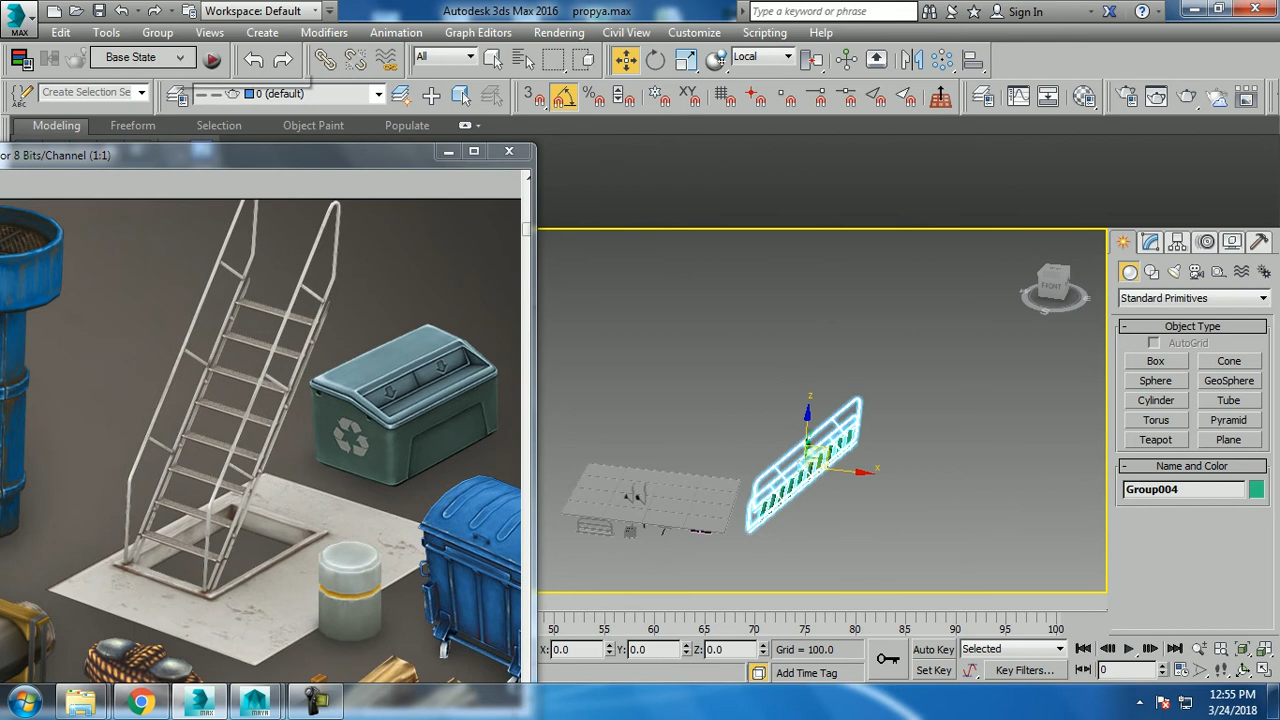 Workspace: Default
Autodesk 3ds Max 2016 propya.max
Type a keyword or phrase
Sign In
MAX
Edit Tools Group Views Create Modifiers Animation Graph Editors Rendering Civil View Customize Scripting Help
ABC
Base State
All
Local
Create Selection Se
0 (default)
Modeling Freeform Selection Object Paint Populate
or 8 Bits/Channel (1:1)
FRONT
z
x
Standard Primitives
Object Type
AutoGrid
Box Cone
Sphere GeoSphere
Cylinder Tube
Torus Pyramid
Teapot Plane
Name and Color
Group004
50 55 60 65 70 75 80 85 90 95 100
X: 0.0 Y: 0.0 Z: 0.0 Grid = 100.0
Auto Key Selected
Add Time Tag
Set Key Key Filters... 0
12:55 PM
3/24/2018